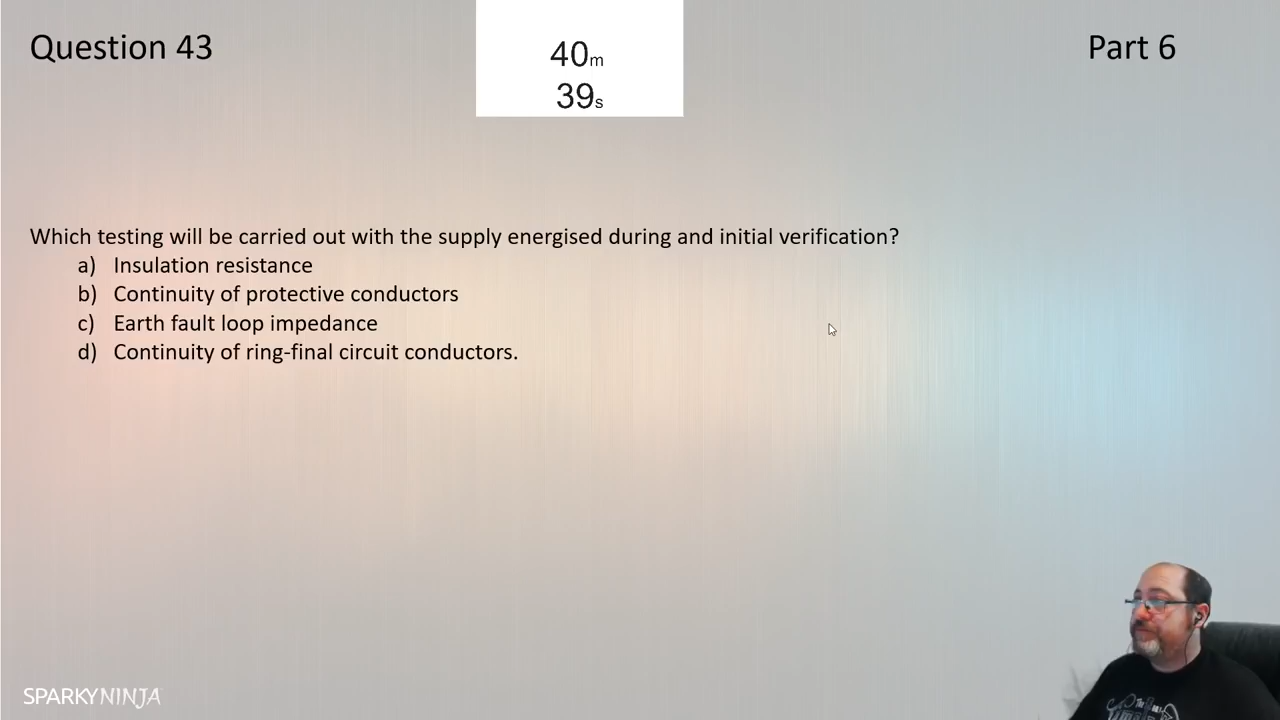 Question 43
40m
39s
Part 6
Which testing will be carried out with the supply energised during and initial verification?
a) Insulation resistance
b) Continuity of protective conductors
c) Earth fault loop impedance
d) Continuity of ring-final circuit conductors.
SPARKYNINJA